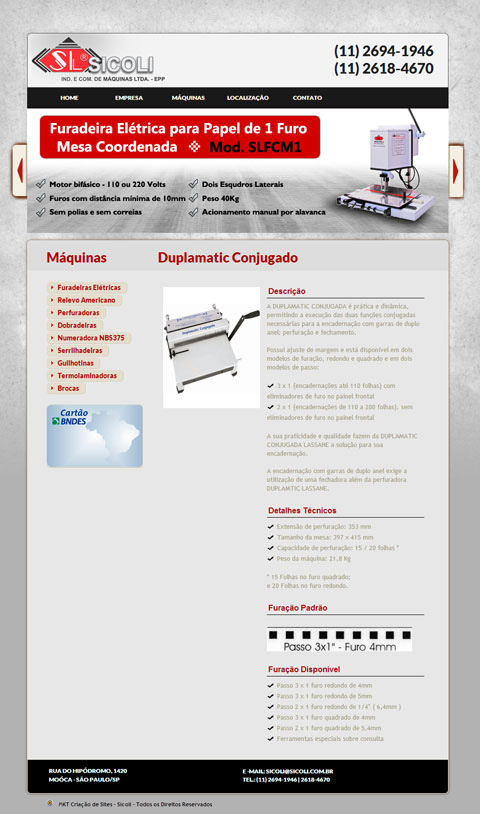 SL® SICOLI
IND. E COM. DE MÁQUINAS LTDA. - EPP
(11) 2694-1946
(11) 2618-4670
HOME EMPRESA MÁQUINAS LOCALIZAÇÃO CONTATO
Furadeira Elétrica para Papel de 1 Furo
Mesa Coordenada ❖ Mod. SLFCM1
Motor bifásico - 110 ou 220 Volts
Furos com distância mínima de 10mm
Sem polias e sem correias
Dois Esqudros Laterais
Peso 40Kg
Acionamento manual por alavanca
Máquinas
Furadeiras Elétricas
Relevo Americano
Perfuradoras
Dobradeiras
Numeradora NBS375
Serrilhadeiras
Guilhotinas
Termolaminadoras
Brocas
Cartão
BNDES
Duplamatic Conjugado
Duplamatic Conjugado
Descrição
A DUPLAMATIC CONJUGADA é prática e dinâmica,
permitindo a execução das duas funções conjugadas
necessárias para a encadernação com garras de duplo
anel: perfuração e fechamento.
Possui ajuste de margem e está disponível em dois
modelos de furação, redondo e quadrado e em dois
modelos de passo:
3 x 1 (encadernações até 110 folhas) com
eliminadores de furo no painel frontal
2 x 1 (encadernações de 110 a 200 folhas), sem
eliminadores de furo no painel frontal
A sua praticidade e qualidade fazem da DUPLAMATIC
CONJUGADA LASSANE a solução para sua
encadernação.
A encadernação com garras de duplo anel exige a
utilização de uma fechadora além da perfuradora
DUPLAMTIC LASSANE.
Detalhes Técnicos
Extensão de perfuração: 353 mm
Tamanho da mesa: 397 x 415 mm
Capacidade de perfuração: 15 / 20 folhas *
Peso da máquina: 21,8 Kg
* 15 Folhas no furo quadrado;
e 20 Folhas no furo redondo.
Furação Padrão
Passo 3x1" - Furo 4mm
Furação Disponível
Passo 3 x 1 furo redondo de 4mm
Passo 3 x 1 furo redondo de 5mm
Passo 2 x 1 furo redondo de 1/4" ( 6,4mm )
Passo 3 x 1 furo quadrado de 4mm
Passo 2 x 1 furo quadrado de 5,4mm
Ferramentas especiais sobre consulta
RUA DO HIPÓDROMO, 1420
MOÓCA - SÃO PAULO/SP
E -MAIL: SICOLI@SICOLI.COM.BR
TEL: (11) 2694-1946 | 2618-4670
MKT Criação de Sites - Sicoli - Todos os Direitos Reservados